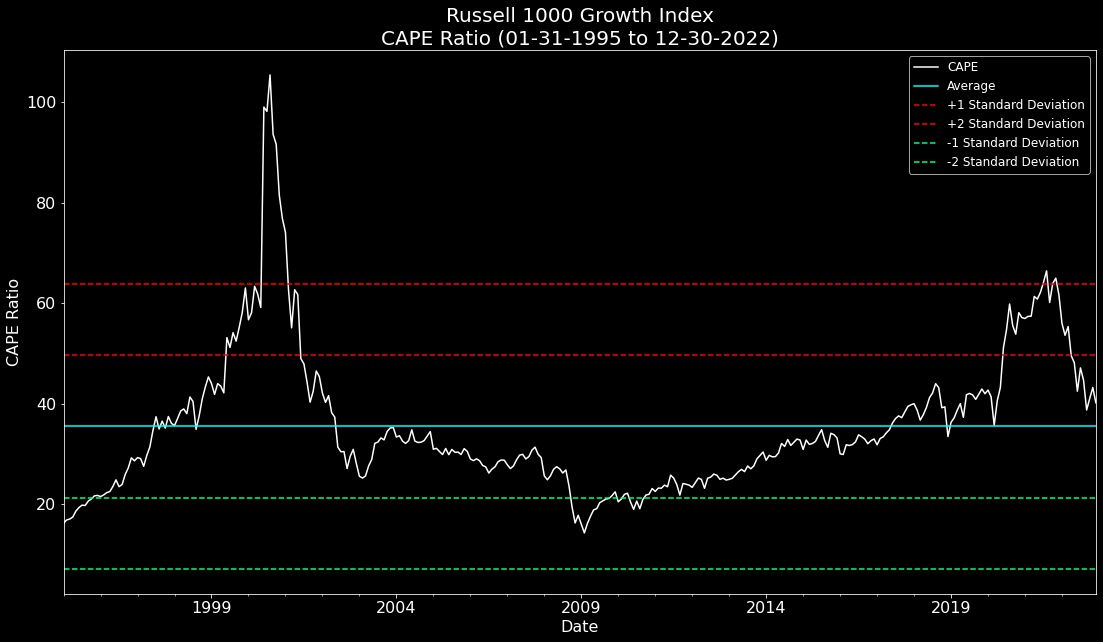 Russell 1000 Growth Index
CAPE Ratio (01-31-1995 to 12-30-2022)
CAPE
Average
+1 Standard Deviation
+2 Standard Deviation
-1 Standard Deviation
-2 Standard Deviation
CAPE Ratio
100
80
60
40
20
1999
2004
2009
2014
2019
Date